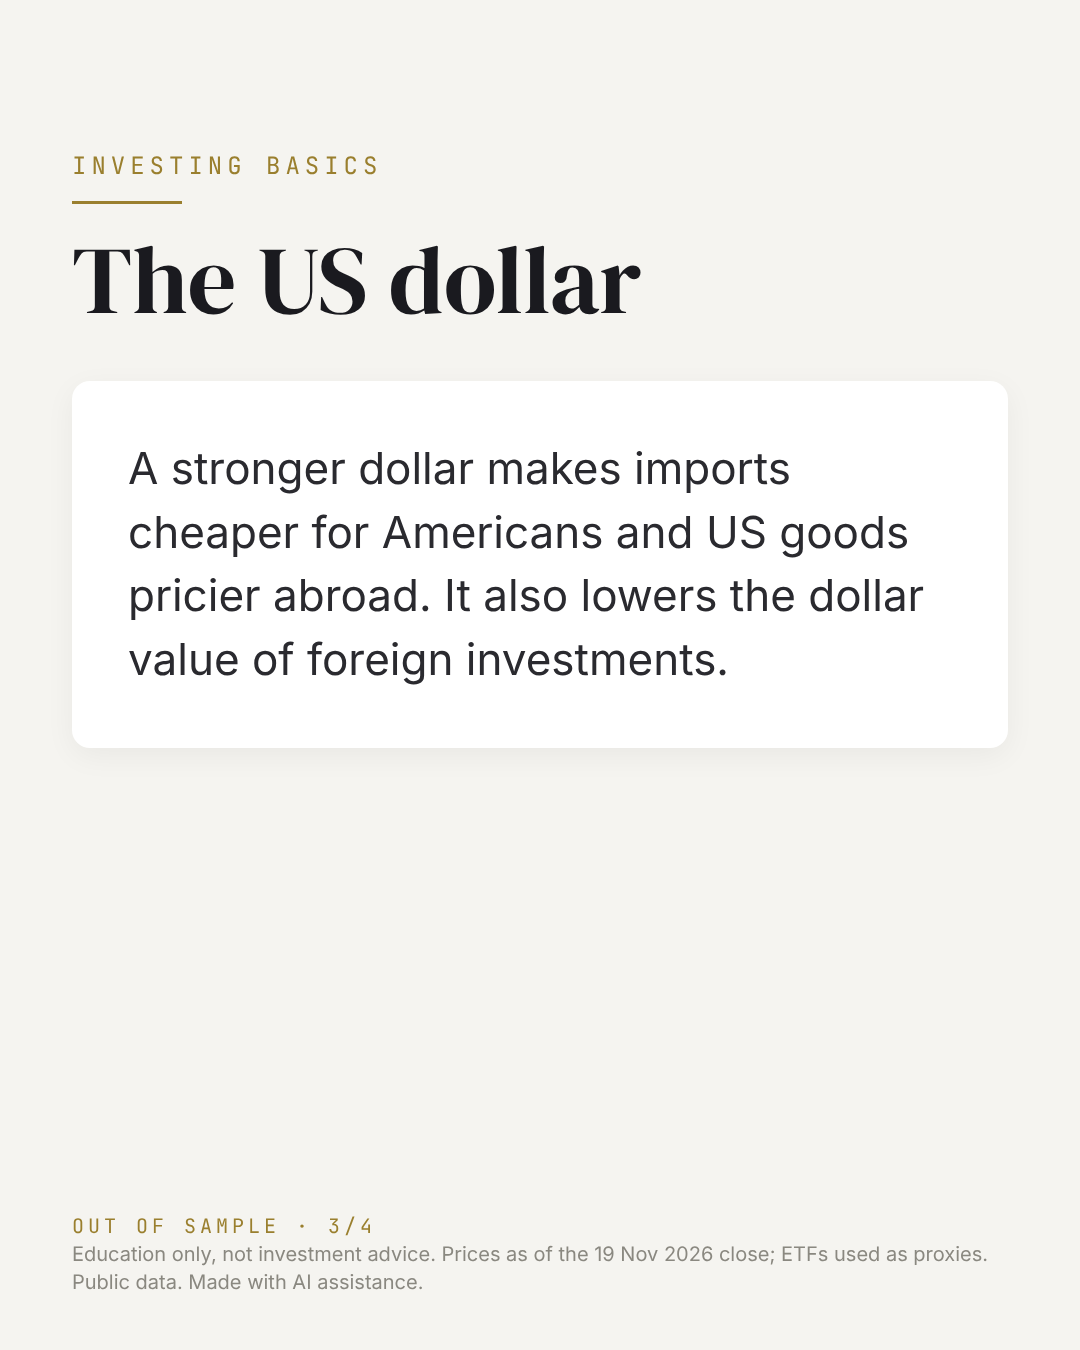 INVESTING BASICS
The US dollar
A stronger dollar makes imports
cheaper for Americans and US goods
pricier abroad. It also lowers the dollar
value of foreign investments.
OUT OF SAMPLE · 3/4
Education only, not investment advice. Prices as of the 19 Nov 2026 close; ETFs used as proxies.
Public data. Made with AI assistance.